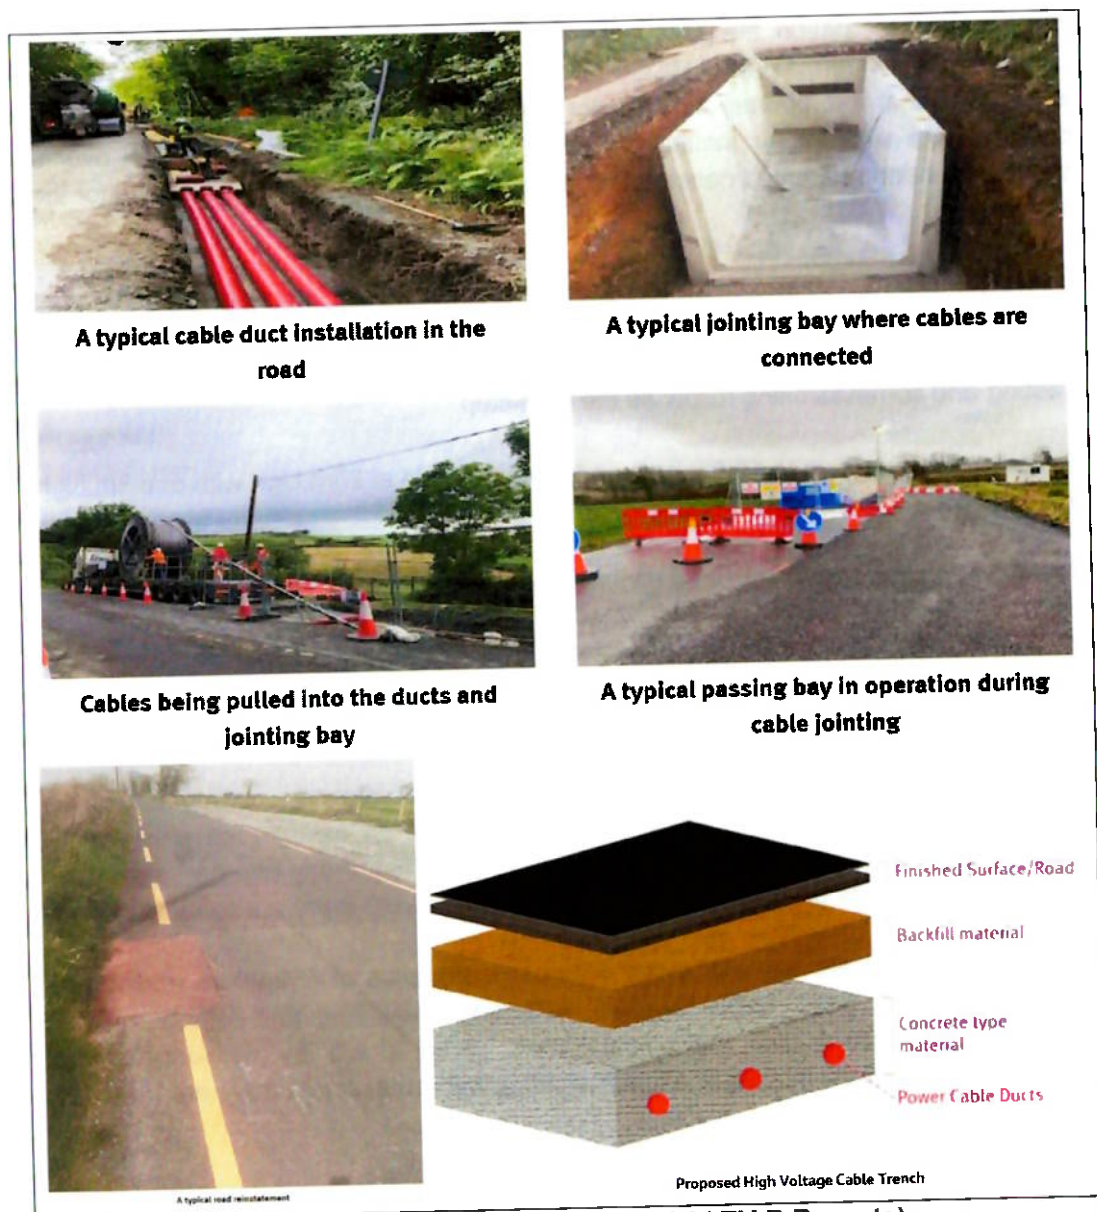 A typical cable duct installation in the
road
A typical jointing bay where cables are
connected
Cables being pulled into the ducts and
jointing bay
A typical passing bay in operation during
cable jointing
Finished Surface/Road
Backfill material
Concrete type
material
Power Cable Ducts
A typical road reinstatement
Proposed High Voltage Cable Trench